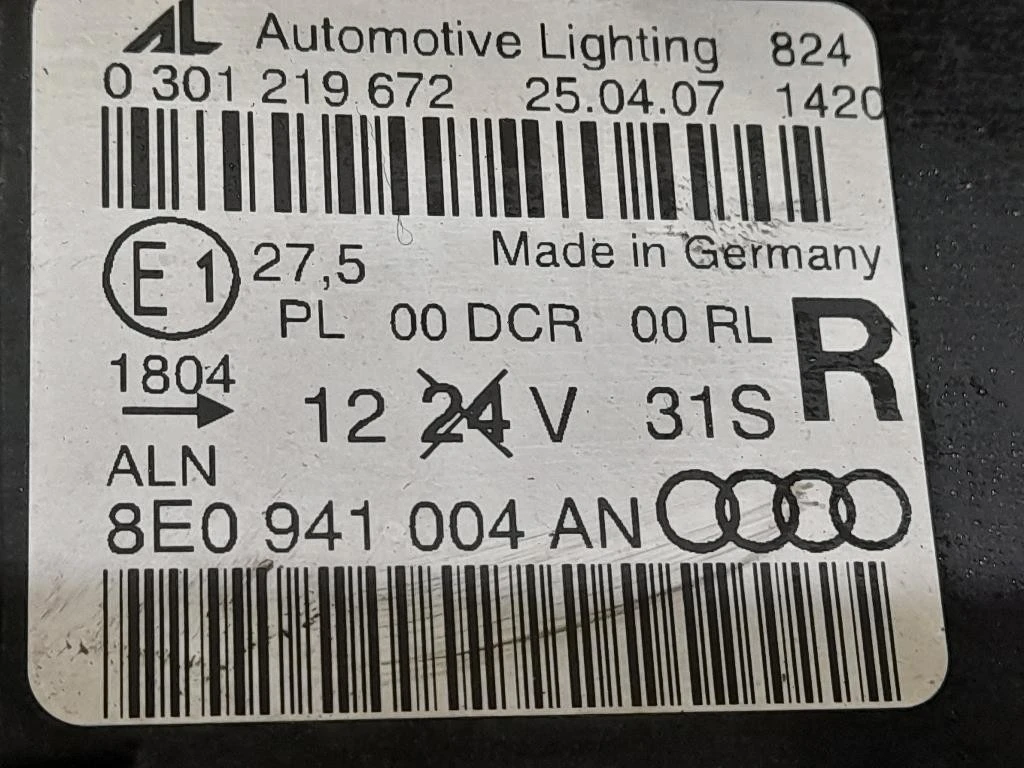 AL Automotive Lighting 824
0 301 219 672 25.04.07 1420
E1 27,5 Made in Germany
PL 00 DCR 00 RL R
1804
12 24 V 31S
ALN
8E0 941 004 AN